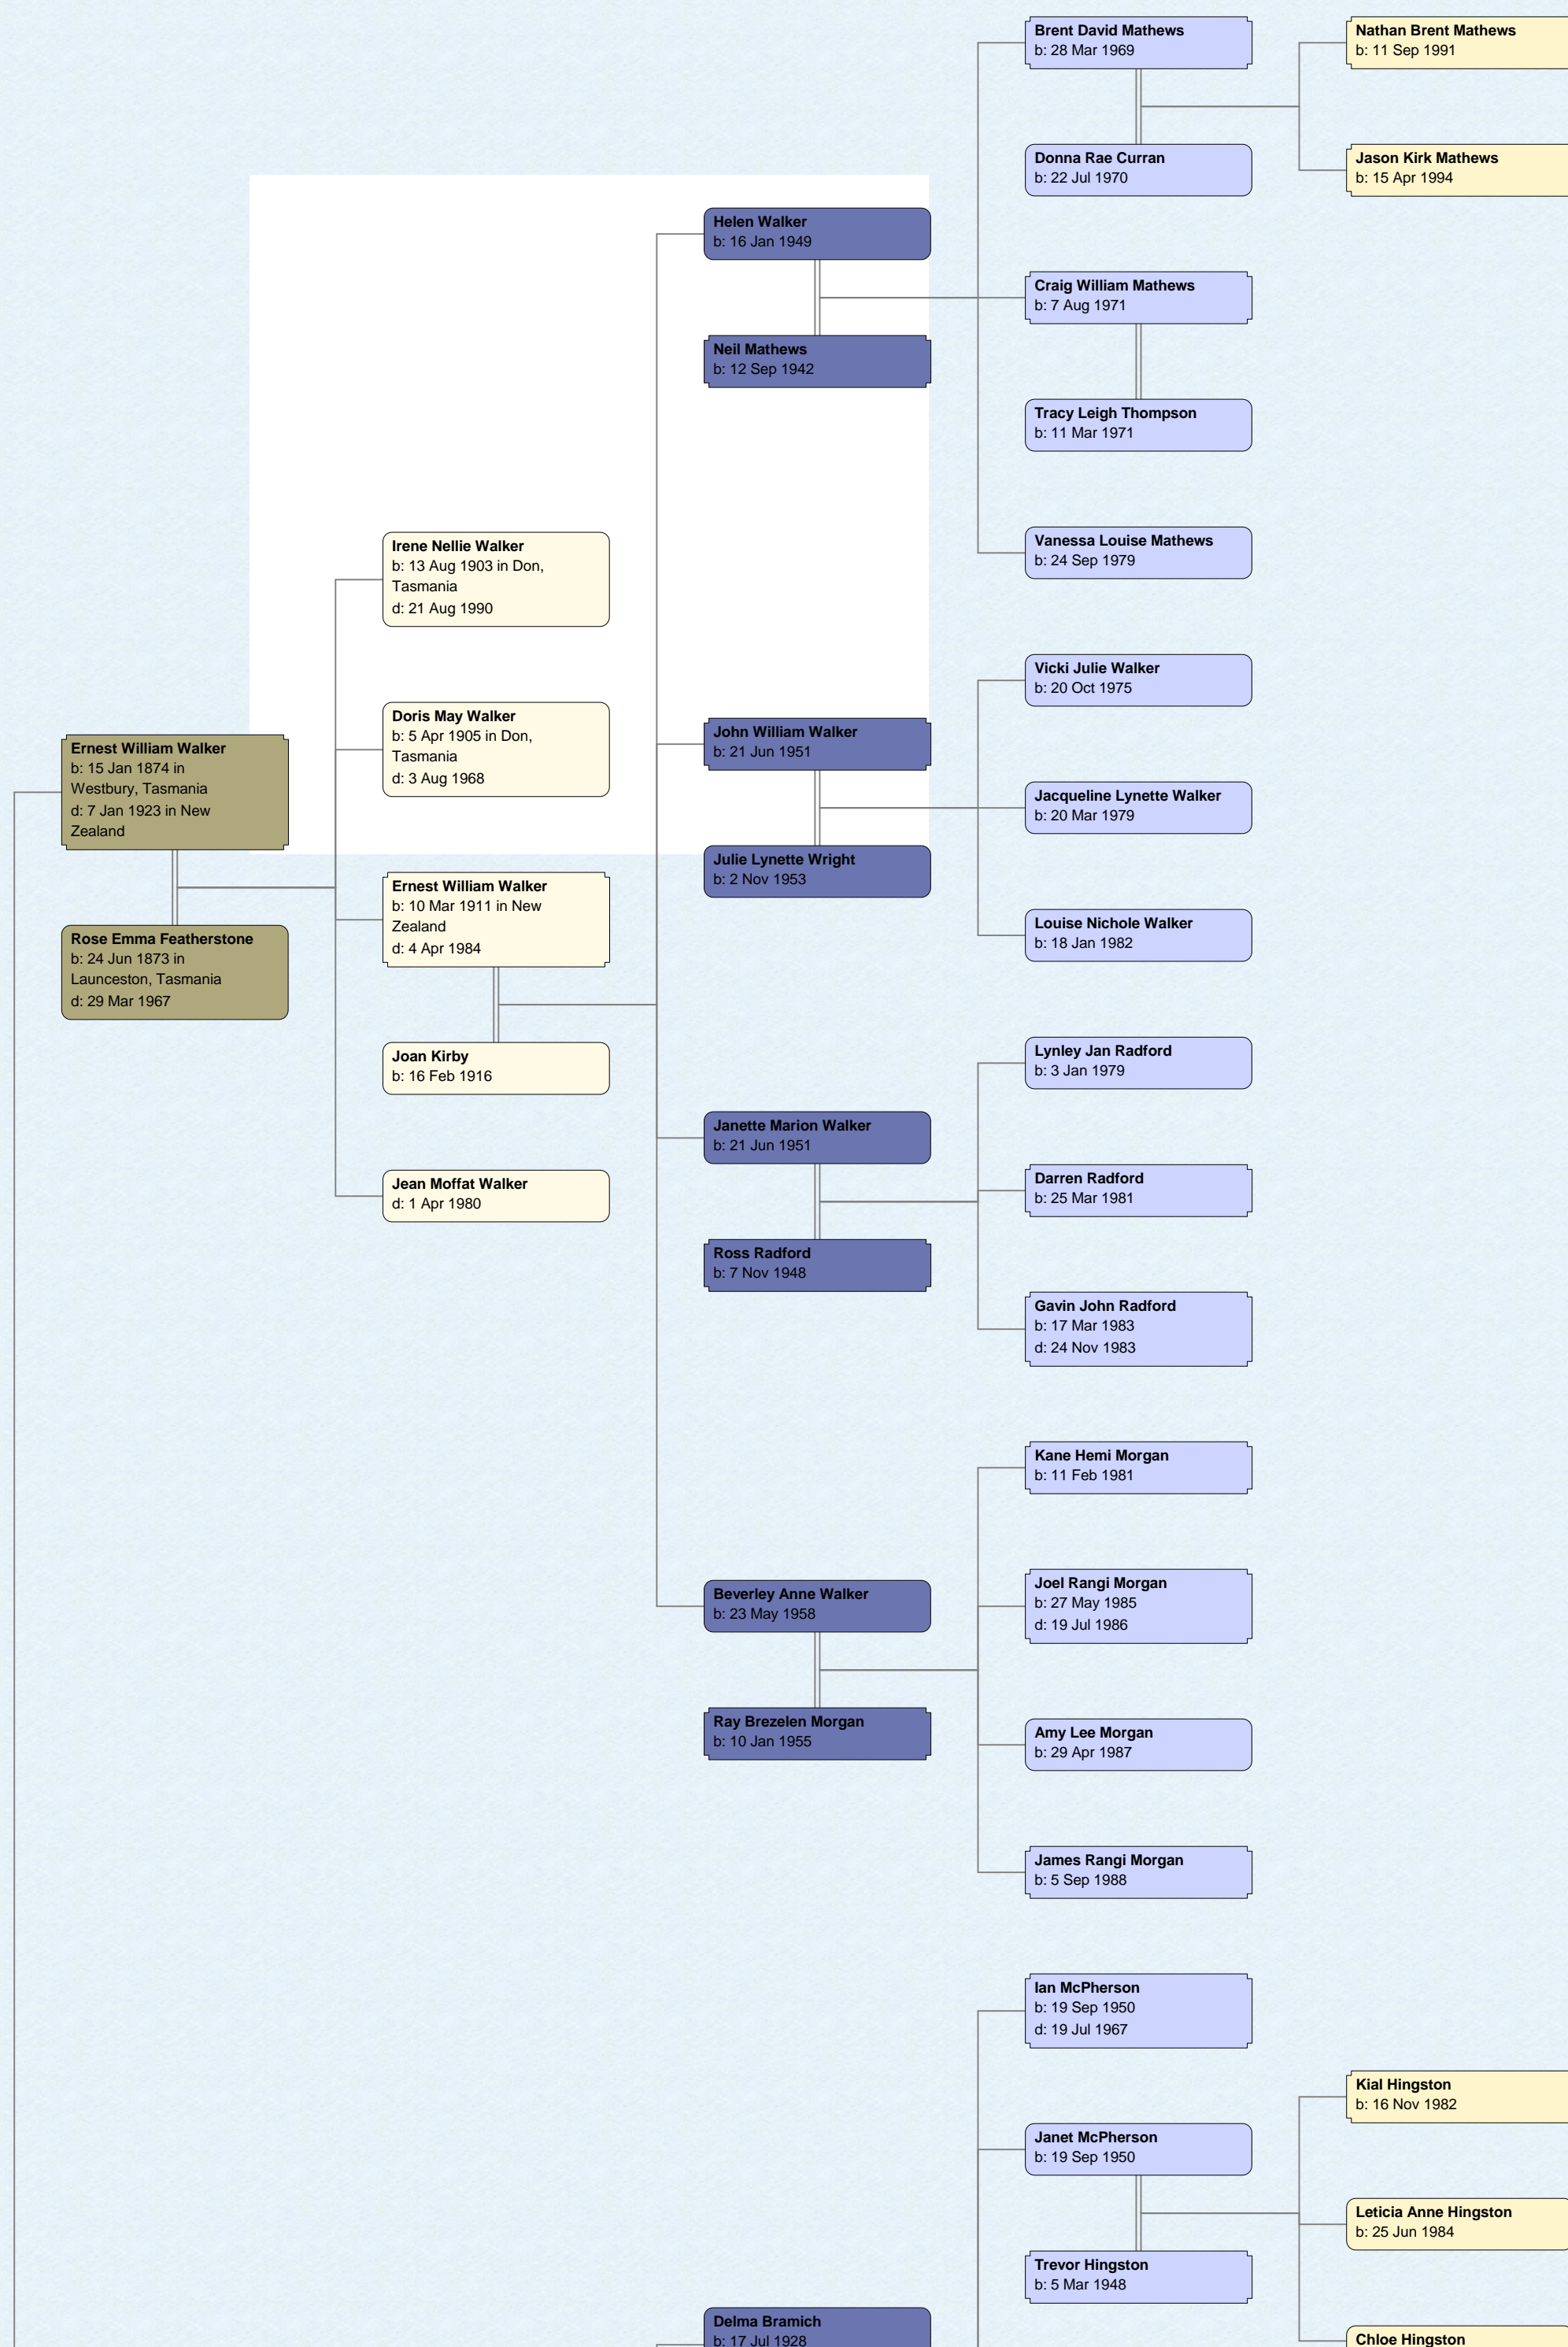 Ernest William Walker
b: 15 Jan 1874 in
Westbury, Tasmania
d: 7 Jan 1923 in New
Zealand
Rose Emma Featherstone
b: 24 Jun 1873 in
Launceston, Tasmania
d: 29 Mar 1967
Irene Nellie Walker
b: 13 Aug 1903 in Don,
Tasmania
d: 21 Aug 1990
Doris May Walker
b: 5 Apr 1905 in Don,
Tasmania
d: 3 Aug 1968
Ernest William Walker
b: 10 Mar 1911 in New
Zealand
d: 4 Apr 1984
Joan Kirby
b: 16 Feb 1916
Jean Moffat Walker
d: 1 Apr 1980
Helen Walker
b: 16 Jan 1949
Neil Mathews
b: 12 Sep 1942
John William Walker
b: 21 Jun 1951
Julie Lynette Wright
b: 2 Nov 1953
Janette Marion Walker
b: 21 Jun 1951
Ross Radford
b: 7 Nov 1948
Beverley Anne Walker
b: 23 May 1958
Ray Brezelen Morgan
b: 10 Jan 1955
Delma Bramich
b: 17 Jul 1928
Brent David Mathews
b: 28 Mar 1969
Donna Rae Curran
b: 22 Jul 1970
Craig William Mathews
b: 7 Aug 1971
Tracy Leigh Thompson
b: 11 Mar 1971
Vanessa Louise Mathews
b: 24 Sep 1979
Vicki Julie Walker
b: 20 Oct 1975
Jacqueline Lynette Walker
b: 20 Mar 1979
Louise Nichole Walker
b: 18 Jan 1982
Lynley Jan Radford
b: 3 Jan 1979
Darren Radford
b: 25 Mar 1981
Gavin John Radford
b: 17 Mar 1983
d: 24 Nov 1983
Kane Hemi Morgan
b: 11 Feb 1981
Joel Rangi Morgan
b: 27 May 1985
d: 19 Jul 1986
Amy Lee Morgan
b: 29 Apr 1987
James Rangi Morgan
b: 5 Sep 1988
Ian McPherson
b: 19 Sep 1950
d: 19 Jul 1967
Janet McPherson
b: 19 Sep 1950
Trevor Hingston
b: 5 Mar 1948
Nathan Brent Mathews
b: 11 Sep 1991
Jason Kirk Mathews
b: 15 Apr 1994
Kial Hingston
b: 16 Nov 1982
Leticia Anne Hingston
b: 25 Jun 1984
Chloe Hingston